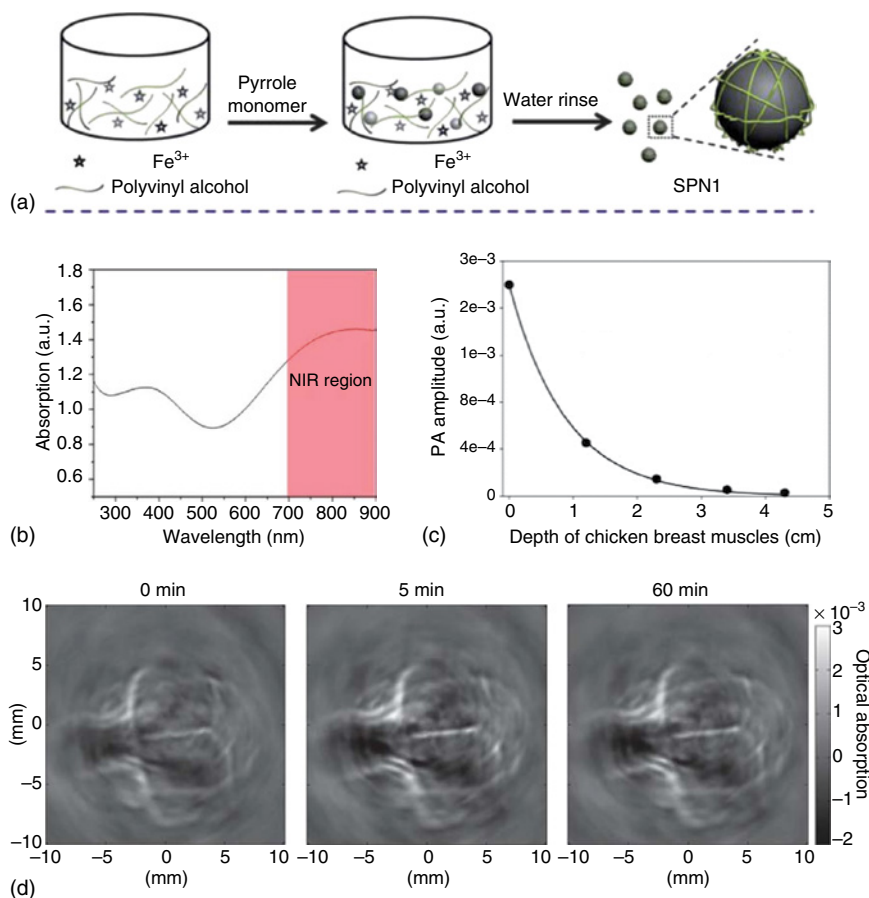 Pyrrole
monomer
Water rinse
Fe³⁺
Polyvinyl alcohol
Fe³⁺
Polyvinyl alcohol
SPN1
(a)
1.8
1.6
1.4
1.2
1.0
0.8
0.6
Absorption (a.u.)
NIR region
300 400 500 600 700 800 900
Wavelength (nm)
(b)
3e–3
2e–3
1e–3
8e–4
4e–4
0
PA amplitude (a.u.)
0 1 2 3 4 5
Depth of chicken breast muscles (cm)
(c)
0 min
5 min
60 min
10
5
0
−5
−10
(mm)
−10 −5 0 5 10
(mm)
−10 −5 0 5 10
(mm)
−10 −5 0 5 10
(mm)
× 10⁻³
3
2
1
0
−1
−2
Optical absorption
(d)